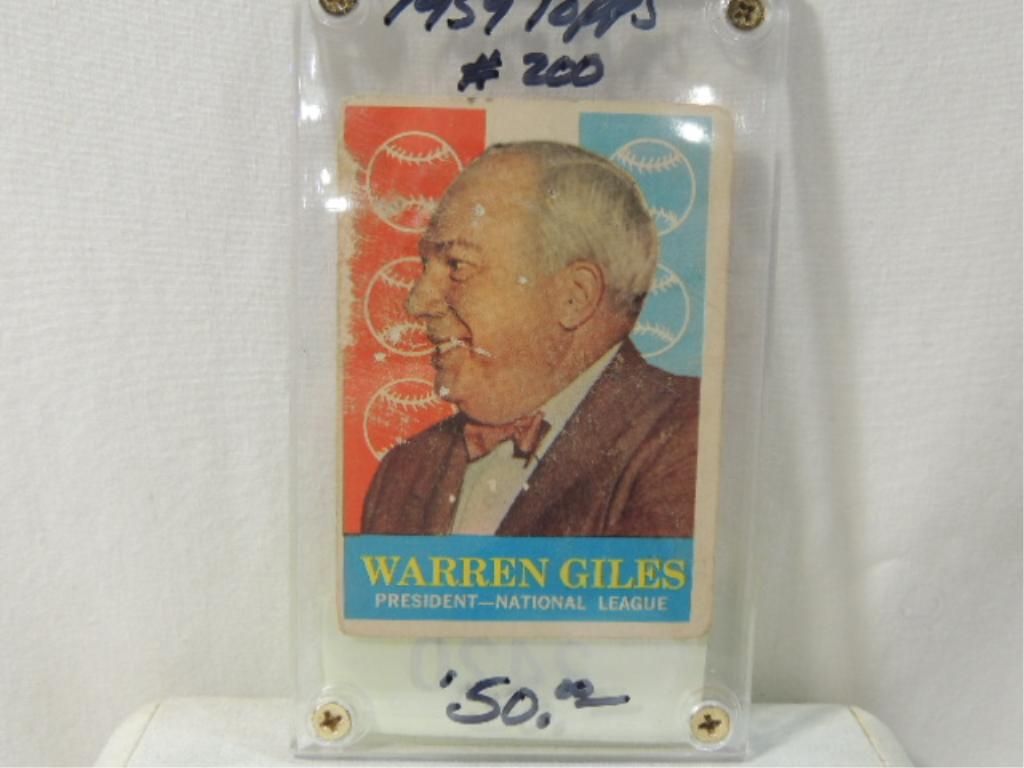 1959 Topps
# 200
WARREN GILES
PRESIDENT—NATIONAL LEAGUE
'50.00